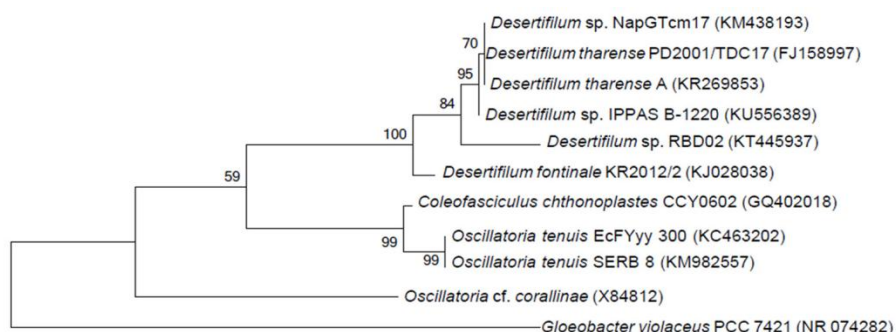 Desertifilum sp. NapGTcm17 (KM438193)
70
Desertifilum tharense PD2001/TDC17 (FJ158997)
95
Desertifilum tharense A (KR269853)
84
Desertifilum sp. IPPAS B-1220 (KU556389)
100
Desertifilum sp. RBD02 (KT445937)
59
Desertifilum fontinale KR2012/2 (KJ028038)
Coleofasciculus chthonoplastes CCY0602 (GQ402018)
99
Oscillatoria tenuis EcFYyy 300 (KC463202)
99
Oscillatoria tenuis SERB 8 (KM982557)
Oscillatoria cf. corallinae (X84812)
Gloeobacter violaceus PCC 7421 (NR 074282)